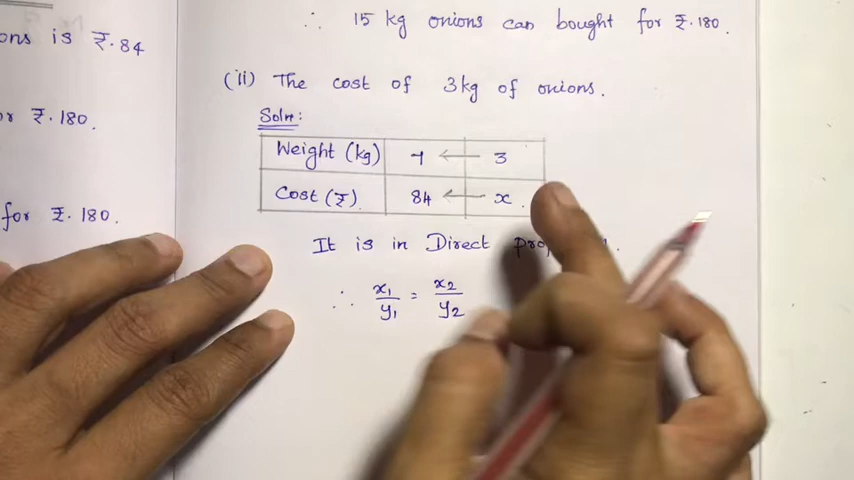 ons is ₹.84
or ₹.180.
for ₹.180.
∴ 15 kg onions can bought for ₹.180.
(ii) The cost of 3kg of onions.
Soln:
Weight (kg) 7 ← 3
Cost (₹) 84 ← x
It is in Direct
∴ x₁/y₁ = x₂/y₂